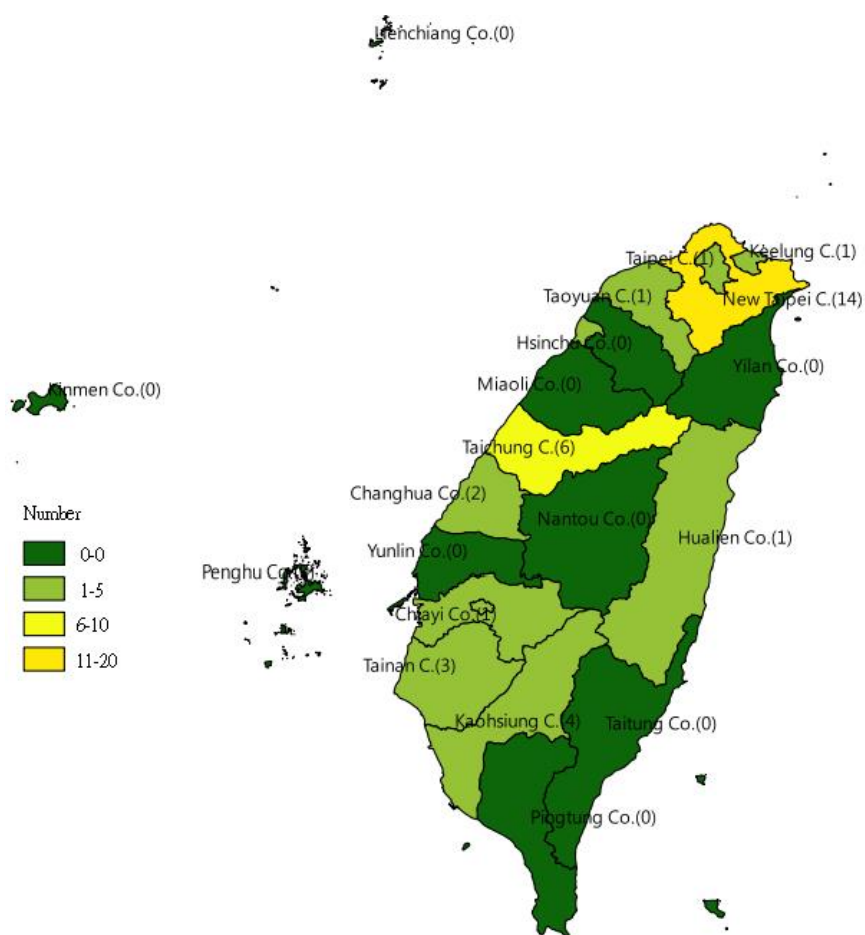 Lienchiang Co.(0)
Keelung C.(1)
Taipei C.(1)
New Taipei C.(14)
Taoyuan C.(1)
Hsinchu Co.(0)
Yilan Co.(0)
Miaoli Co.(0)
Kinmen Co.(0)
Taichung C.(6)
Changhua Co.(2)
Nantou Co.(0)
Hualien Co.(1)
Yunlin Co.(0)
Penghu
Chiayi Co.(1)
Tainan C.(3)
Kaohsiung C.(4)
Taitung Co.(0)
Pingtung Co.(0)
Number
0-0
1-5
6-10
11-20